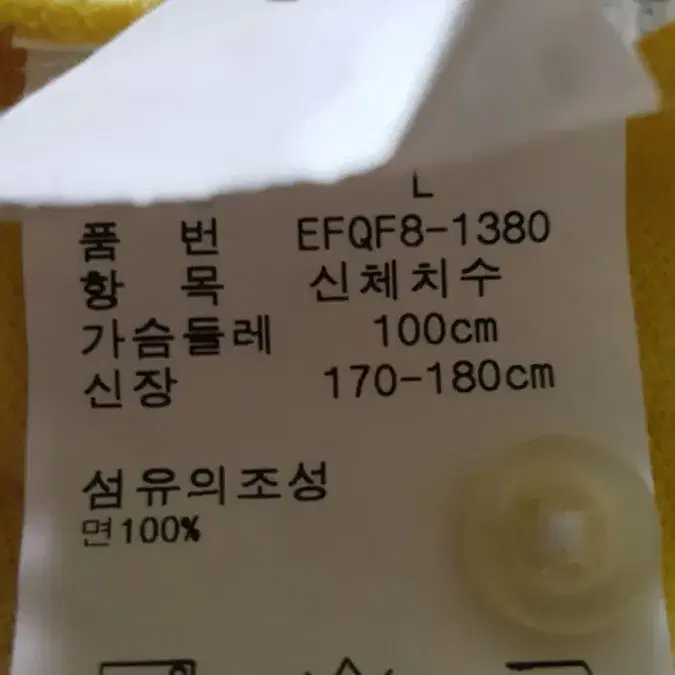 L
품 번 EFQF8-1380
항 목 신체치수
가슴둘레 100cm
신장 170-180cm
섬유의조성
면100%